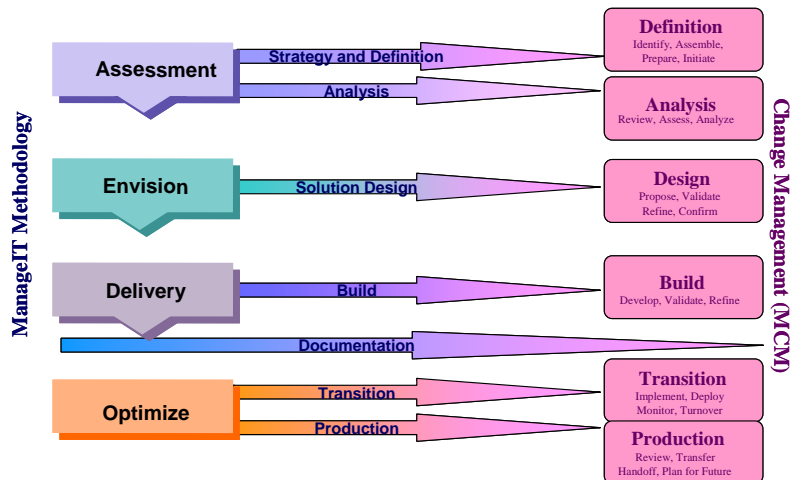 ManageIT Methodology
Assessment
Strategy and Definition
Analysis
Definition
Identify, Assemble,
Prepare, Initiate
Analysis
Review, Assess, Analyze
Envision
Solution Design
Design
Propose, Validate
Refine, Confirm
Delivery
Build
Build
Develop, Validate, Refine
Documentation
Optimize
Transition
Production
Transition
Implement, Deploy
Monitor, Turnover
Production
Review, Transfer
Handoff, Plan for Future
Change Management (MCM)